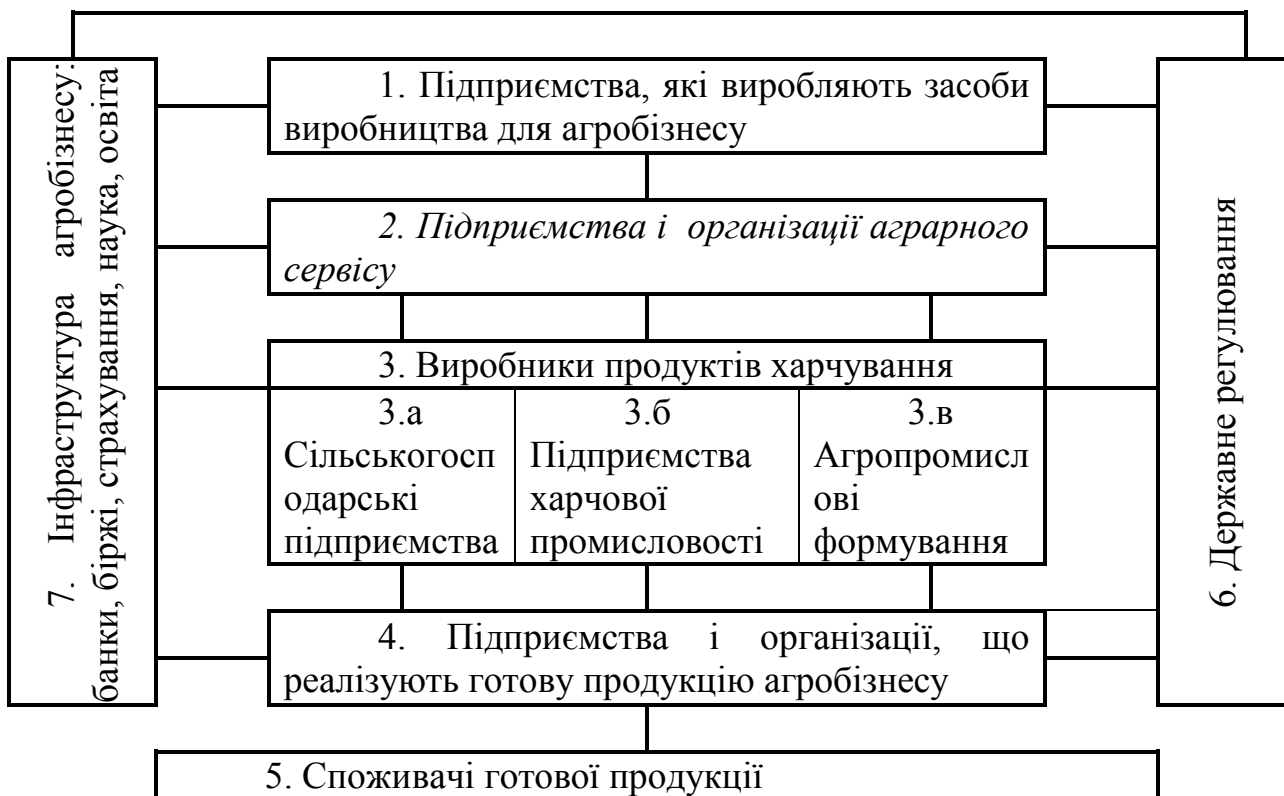 7. Інфраструктура агробізнесу:
банки, біржі, страхування, наука, освіта
1. Підприємства, які виробляють засоби
виробництва для агробізнесу
2. Підприємства і організації аграрного
сервісу
3. Виробники продуктів харчування
3.а
Сільськогосп
одарські
підприємства
3.б
Підприємства
харчової
промисловості
3.в
Агропромисл
ові
формування
4. Підприємства і організації, що
реалізують готову продукцію агробізнесу
5. Споживачі готової продукції
6. Державне регулювання